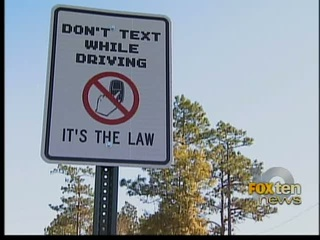 DON'T TEXT
WHILE
DRIVING
IT'S THE LAW
FOXten
news